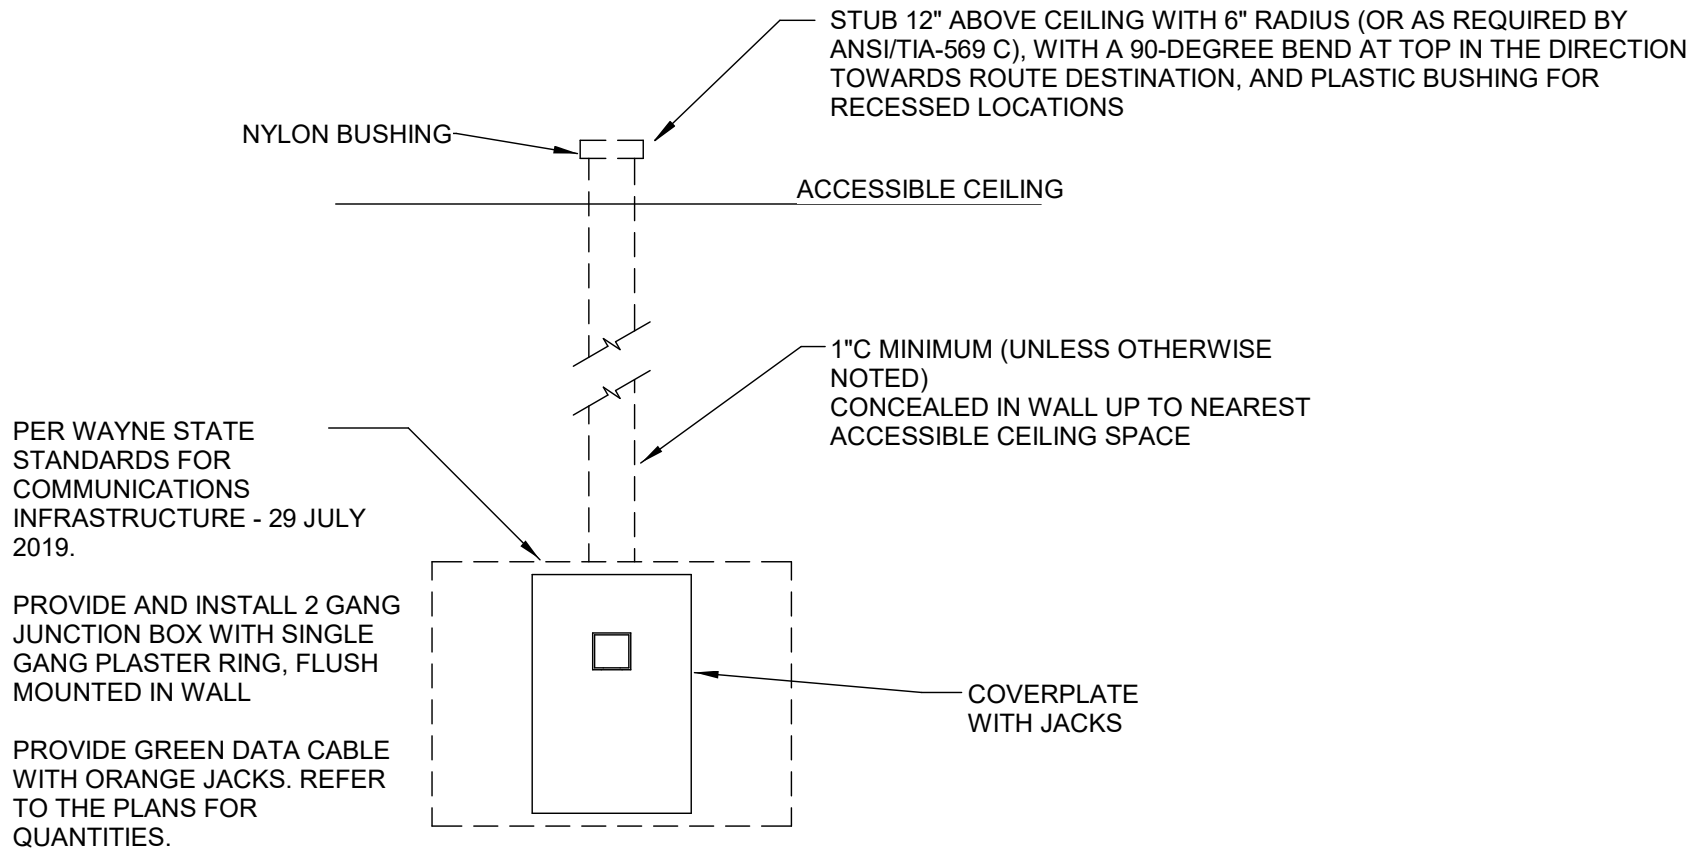 STUB 12" ABOVE CEILING WITH 6" RADIUS (OR AS REQUIRED BY
ANSI/TIA-569 C), WITH A 90-DEGREE BEND AT TOP IN THE DIRECTION
TOWARDS ROUTE DESTINATION, AND PLASTIC BUSHING FOR
RECESSED LOCATIONS
NYLON BUSHING
ACCESSIBLE CEILING
1"C MINIMUM (UNLESS OTHERWISE
NOTED)
CONCEALED IN WALL UP TO NEAREST
ACCESSIBLE CEILING SPACE
PER WAYNE STATE
STANDARDS FOR
COMMUNICATIONS
INFRASTRUCTURE - 29 JULY
2019.
PROVIDE AND INSTALL 2 GANG
JUNCTION BOX WITH SINGLE
GANG PLASTER RING, FLUSH
MOUNTED IN WALL
PROVIDE GREEN DATA CABLE
WITH ORANGE JACKS. REFER
TO THE PLANS FOR
QUANTITIES.
COVERPLATE
WITH JACKS